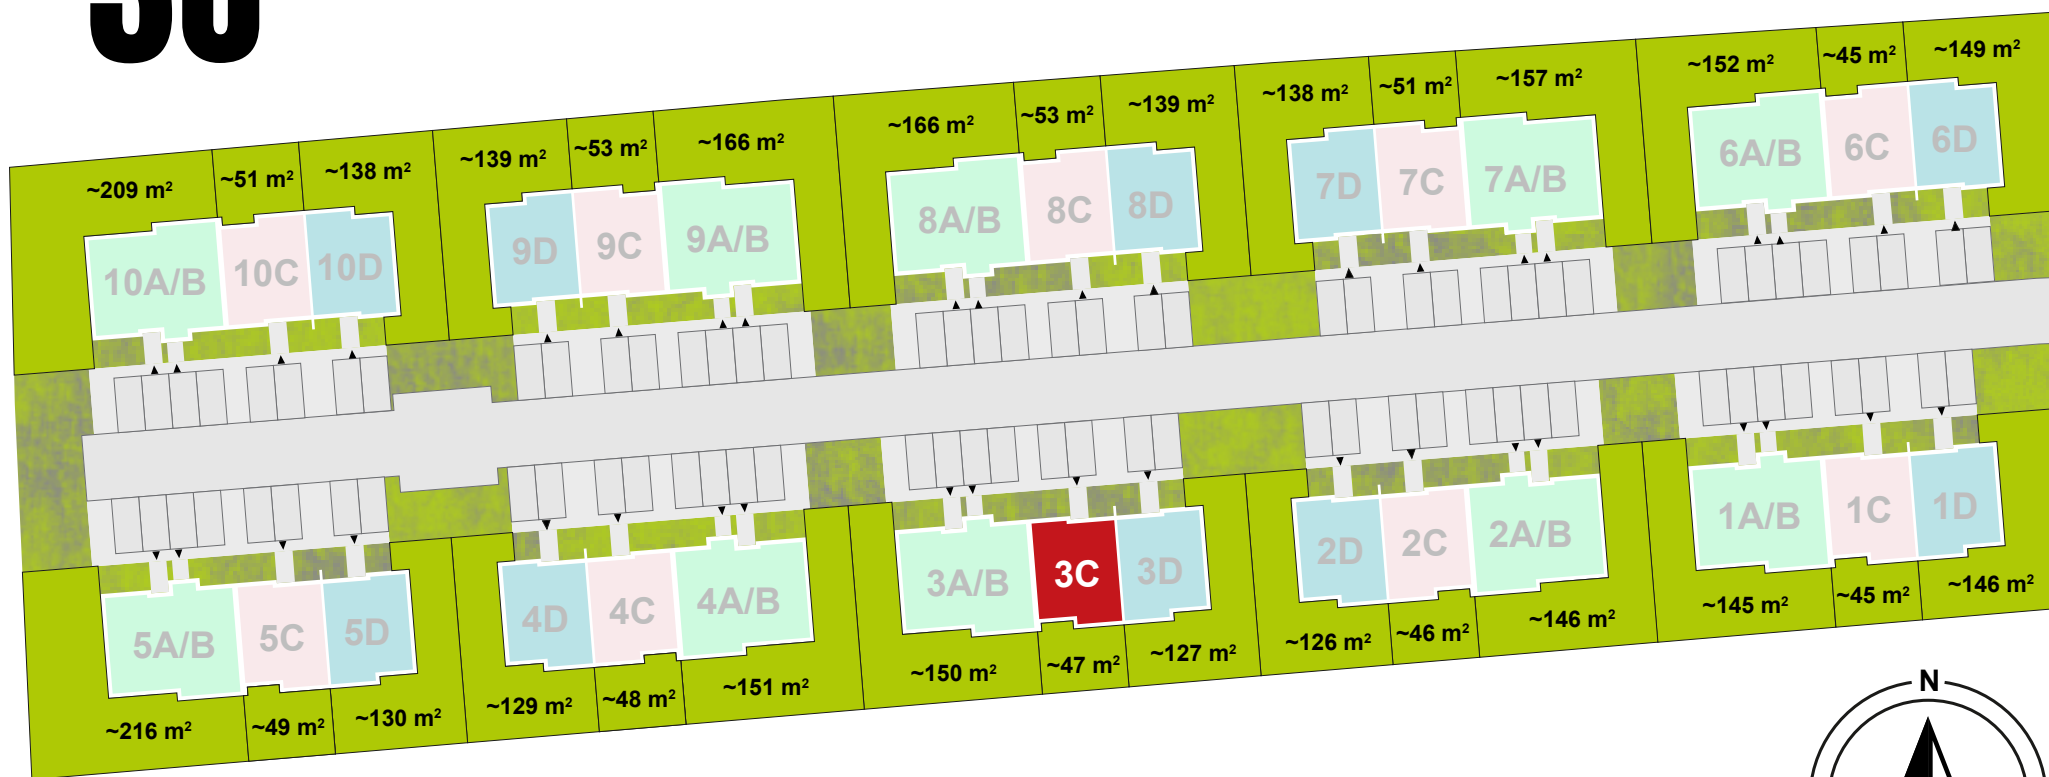 ~209 m²
~51 m²
~138 m²
~139 m²
~53 m²
~166 m²
~166 m²
~53 m²
~139 m²
~138 m²
~51 m²
~157 m²
~152 m²
~45 m²
~149 m²
10A/B
10C
10D
9D
9C
9A/B
8A/B
8C
8D
7D
7C
7A/B
6A/B
6C
6D
5A/B
5C
5D
4D
4C
4A/B
3A/B
3C
3D
2D
2C
2A/B
1A/B
1C
1D
~216 m²
~49 m²
~130 m²
~129 m²
~48 m²
~151 m²
~150 m²
~47 m²
~127 m²
~126 m²
~46 m²
~146 m²
~145 m²
~45 m²
~146 m²
N